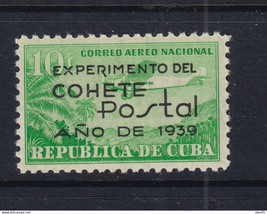 CORREO AEREO NACIONAL
10¢
EXPERIMENTO DEL
COHETE
Postal
AÑO DE 1939
REPUBLICA DE CUBA